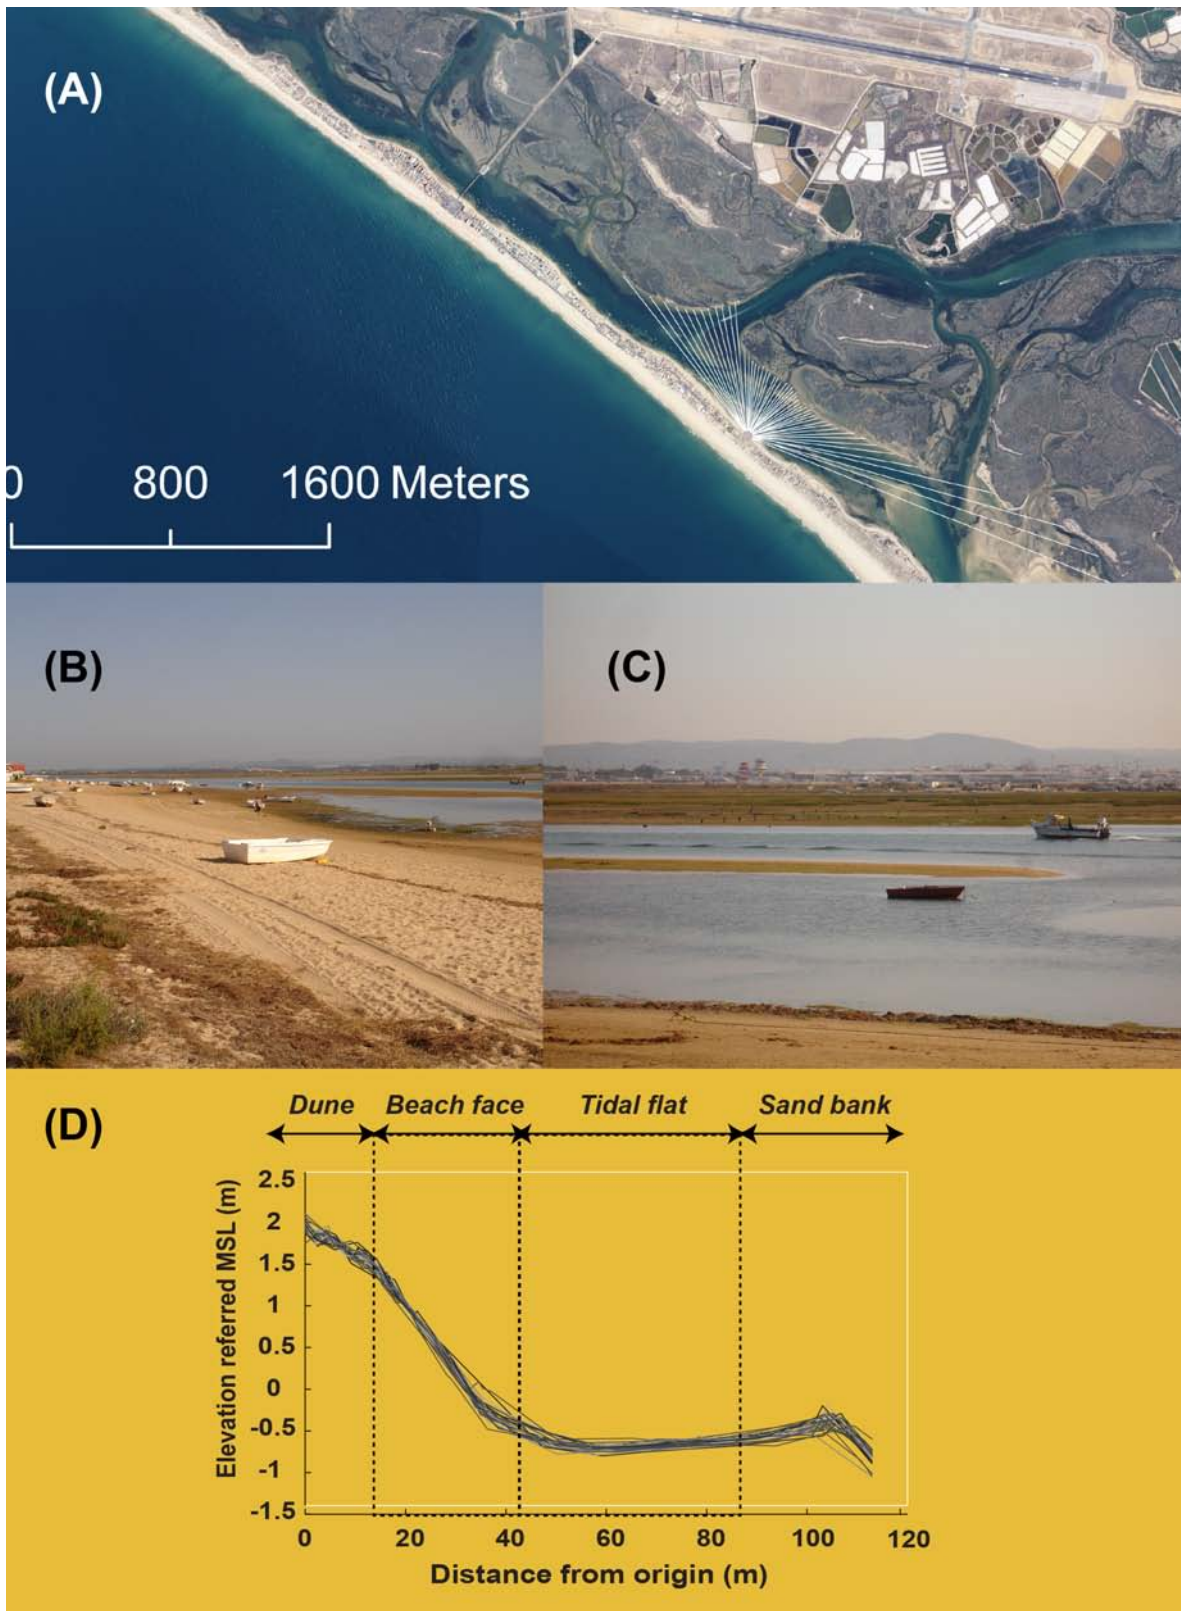 (A)
0 800 1600 Meters
(B)
(C)
(D)
Dune Beach face Tidal flat Sand bank
2.5
2
1.5
1
0.5
0
-0.5
-1
-1.5
Elevation referred MSL (m)
0 20 40 60 80 100 120
Distance from origin (m)